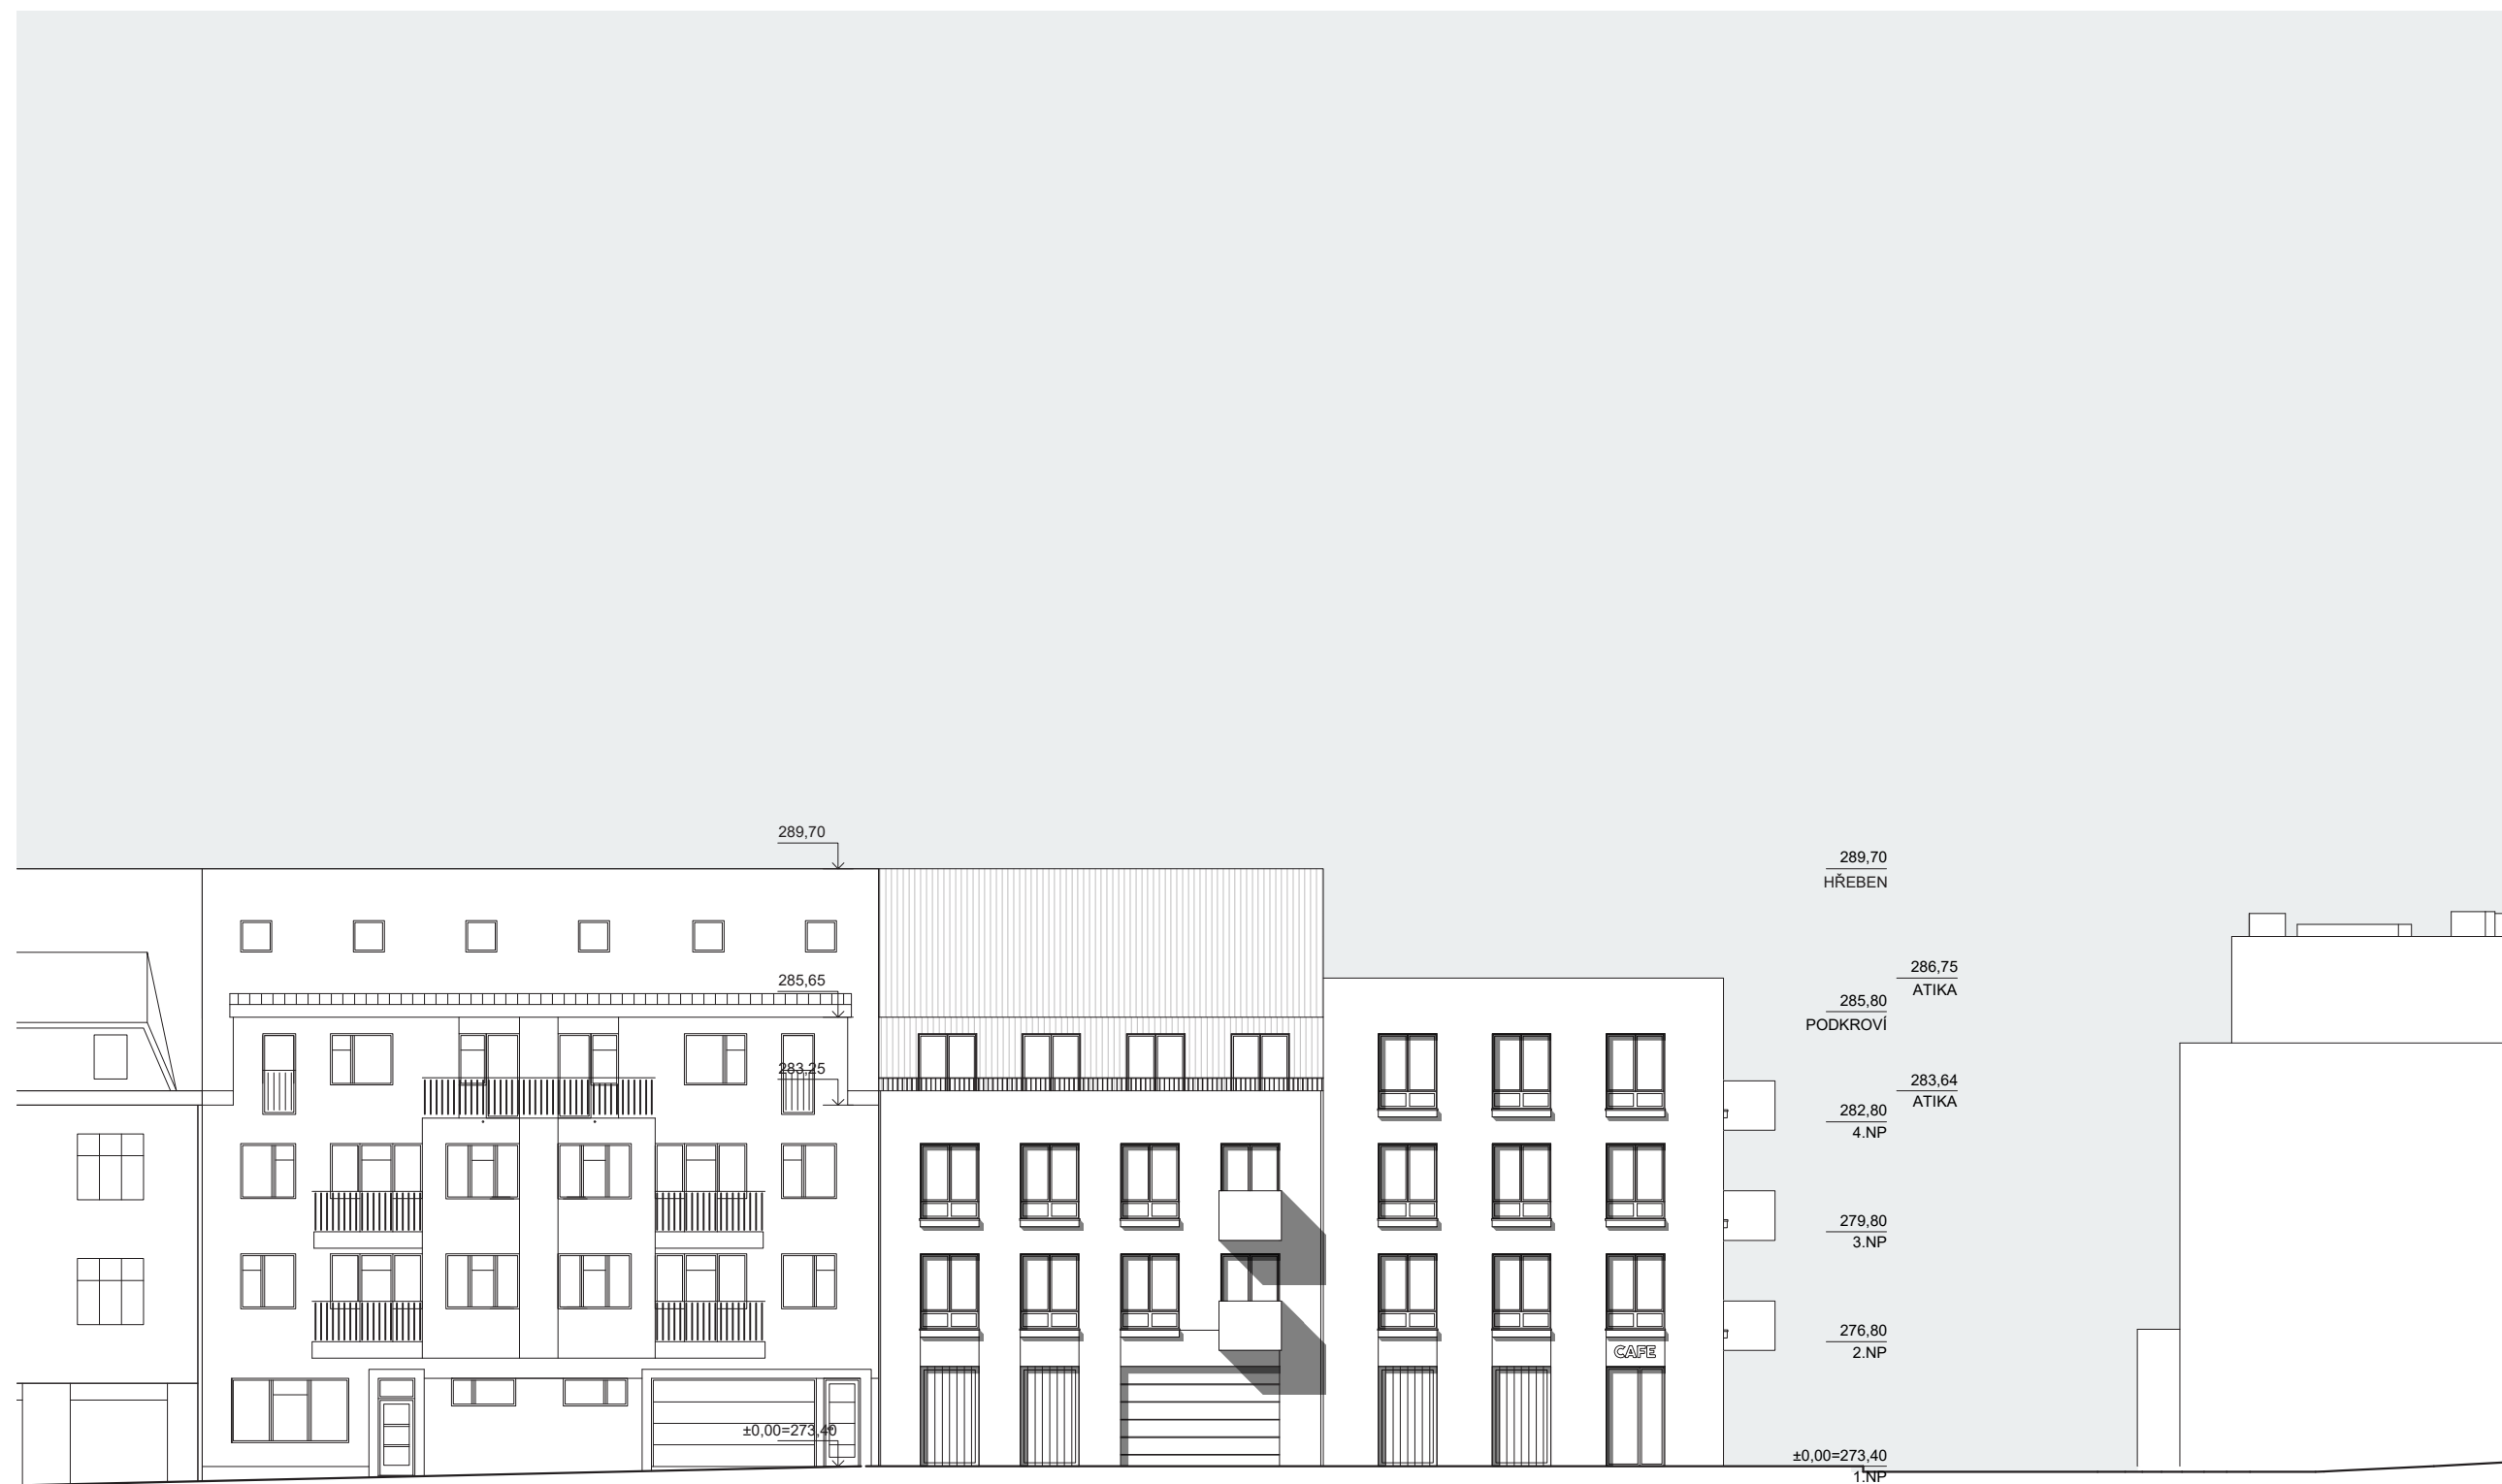 289,70
289,70
HŘEBEN
286,75
ATIKA
285,65
285,80
PODKROVÍ
283,25
283,64
ATIKA
282,80
4.NP
279,80
3.NP
276,80
2.NP
CAFE
±0,00=273,40
±0,00=273,40
1.NP